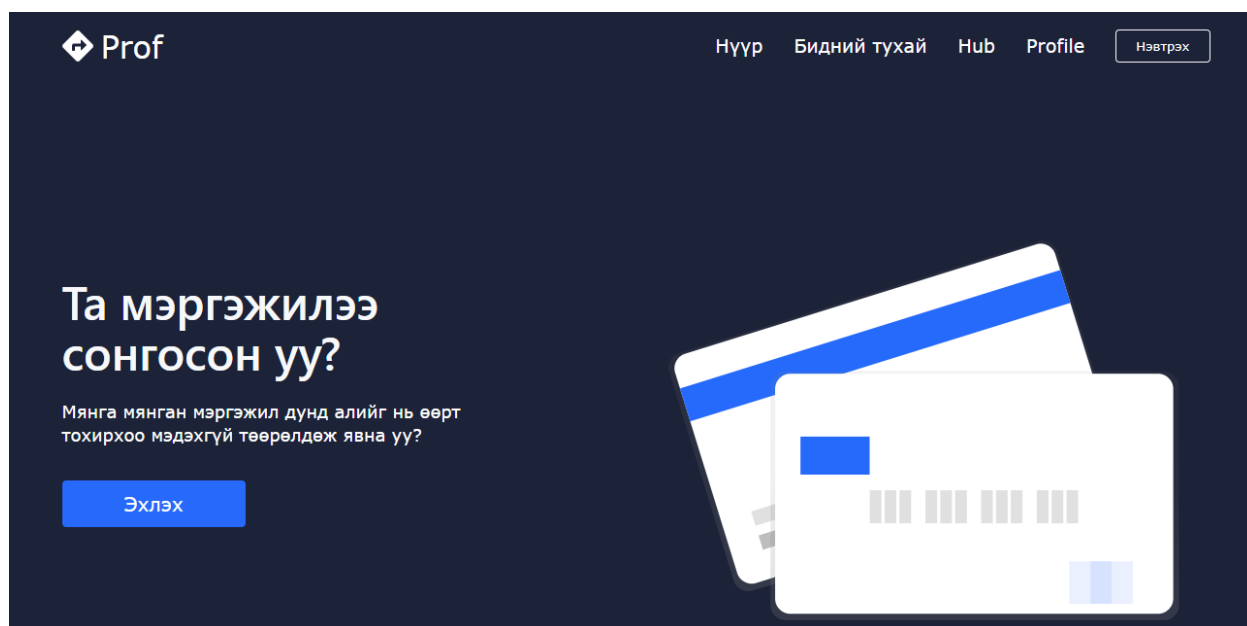 Prof
Нүүр Бидний тухай Hub Profile Нэвтрэх
Та мэргэжилээ
сонгосон уу?
Мянга мянган мэргэжил дунд алийг нь өөрт
тохирхоо мэдэхгүй төөрөлдөж явна уу?
Эхлэх